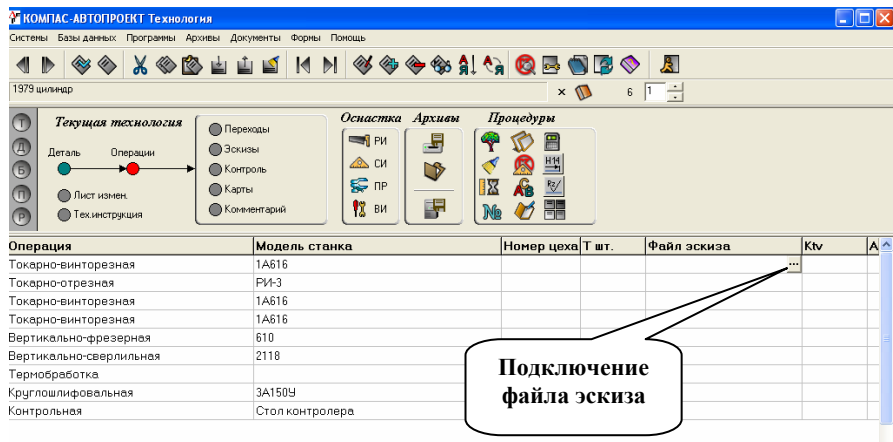 КОМПАС-АВТОПРОЕКТ Технология
Системы Базы данных Программы Архивы Документы Формы Помощь
1979 цилиндр × 6 1
Т
Д
Б
П
Р
Текущая технология
Деталь Операции
Лист измен.
Тех.инструкция
Переходы
Эскизы
Контроль
Карты
Комментарий
Оснастка Архивы Процедуры
РИ
СИ
ПР
ВИ
Операция Модель станка Номер цеха Т шт. Файл эскиза Ktv А
Токарно-винторезная 1А616 ...
Токарно-отрезная РИ-3
Токарно-винторезная 1А616
Токарно-винторезная 1А616
Вертикально-фрезерная 610
Вертикально-сверлильная 2118
Термобработка
Круглошлифовальная 3А150У
Контрольная Стол контролера
Подключение
файла эскиза